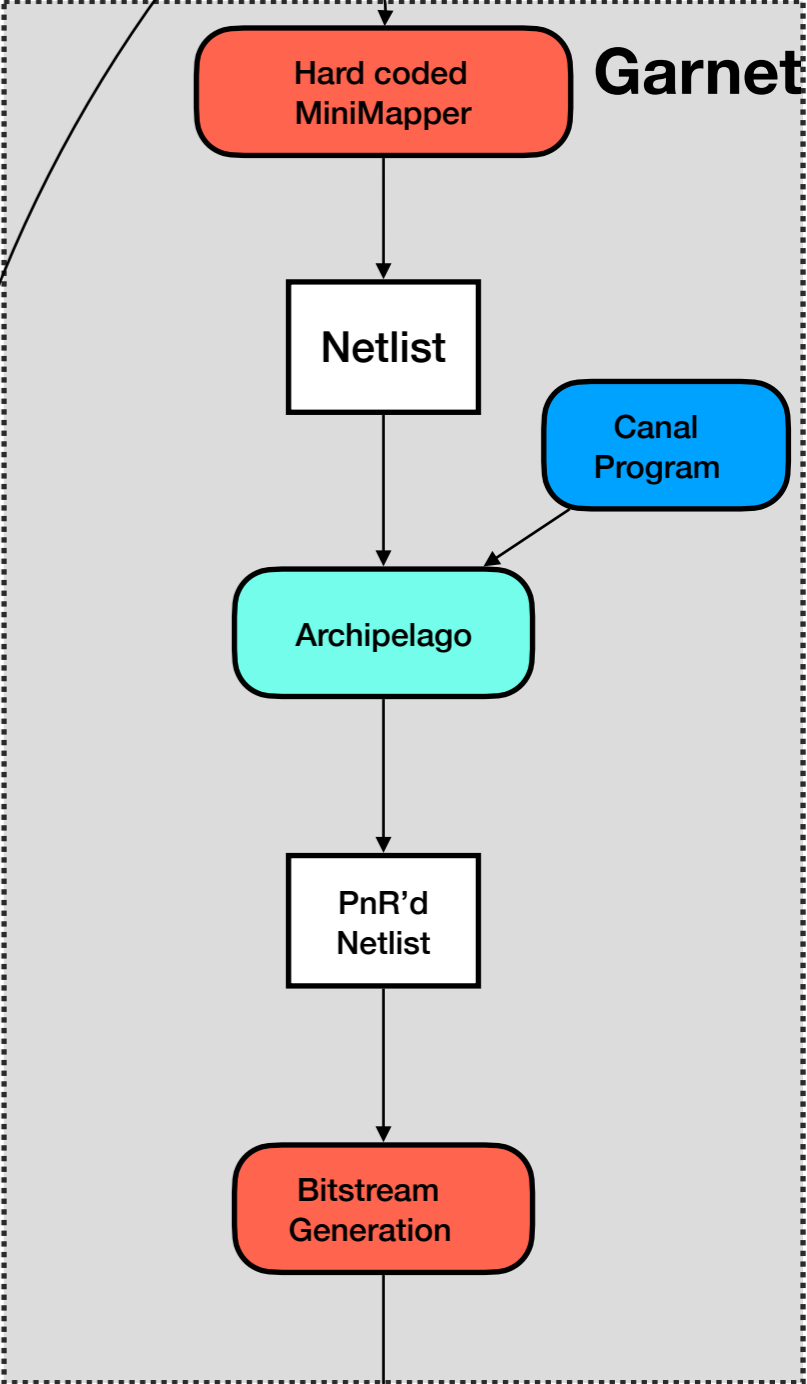 Hard coded
MiniMapper
Garnet
Netlist
Canal
Program
Archipelago
PnR’d
Netlist
Bitstream
Generation